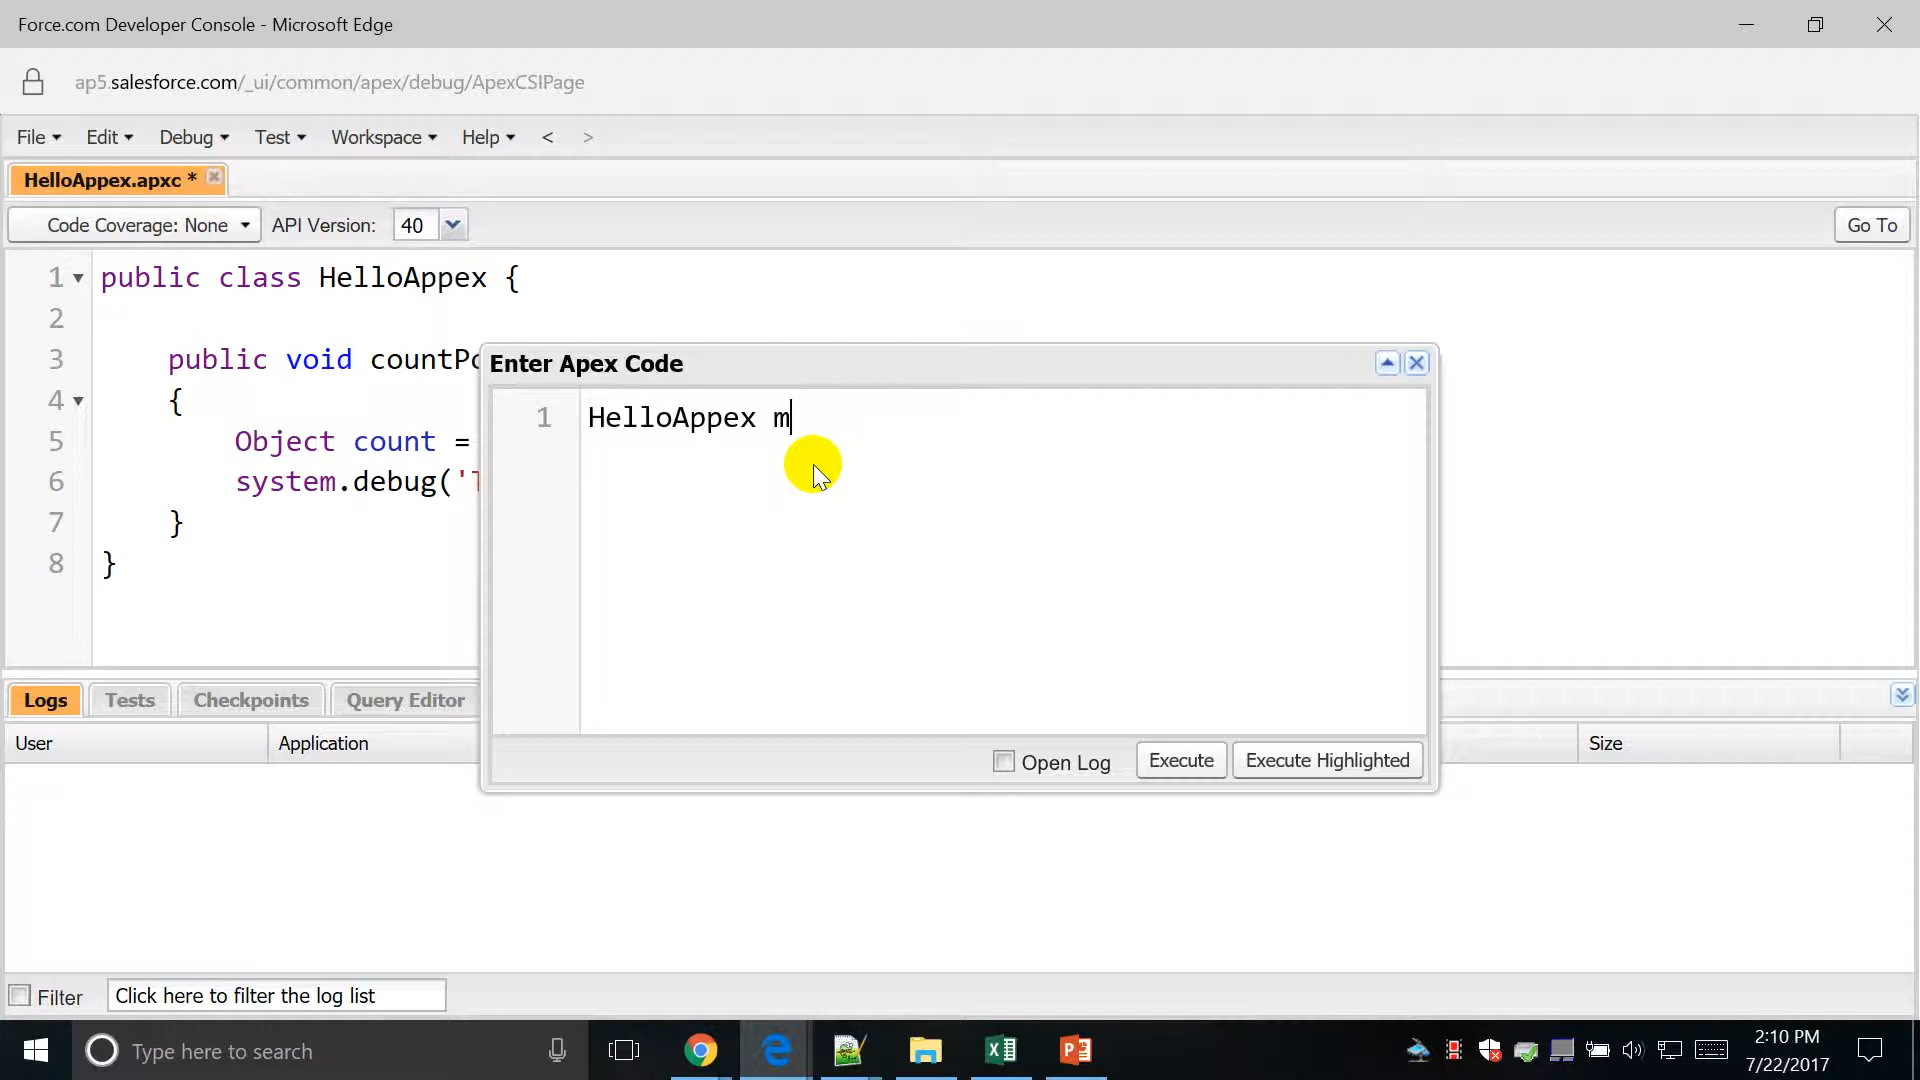 Force.com Developer Console - Microsoft Edge
ap5.salesforce.com/_ui/common/apex/debug/ApexCSIPage
File Edit Debug Test Workspace Help < >
HelloAppex.apxc *
Code Coverage: None API Version: 40 Go To
1 public class HelloAppex {
2
3 public void countPo
4 {
5 Object count =
6 system.debug('T
7 }
8 }
Enter Apex Code
1 HelloAppex m
Open Log Execute Execute Highlighted
Logs Tests Checkpoints Query Editor
User Application Size
Filter Click here to filter the log list
Type here to search
2:10 PM
7/22/2017